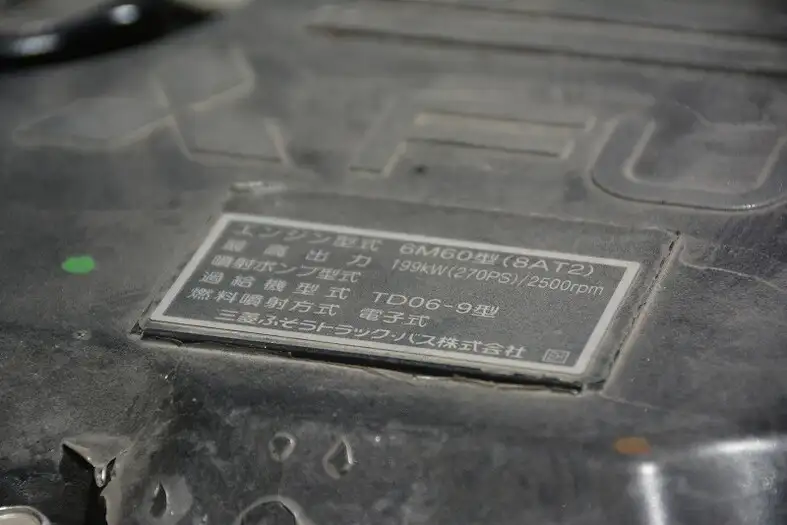 FU
エンジン型式 6M60型(8AT2)
最高出力 199kW(270PS)/2500rpm
噴射ポンプ型式
過給機型式 TD06-9型
燃料噴射方式 電子式
三菱ふそうトラック・バス株式会社